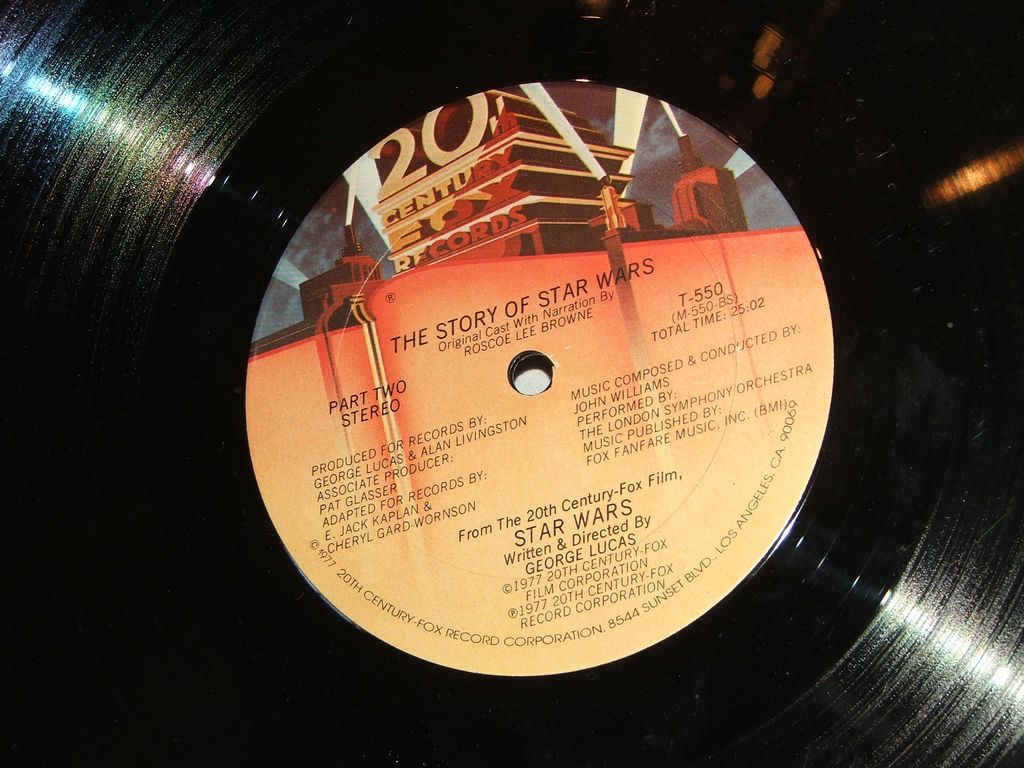 20th
CENTURY
FOX
RECORDS
®
THE STORY OF STAR WARS
Original Cast With Narration By
ROSCOE LEE BROWNE
T-550
(M-550-BS)
TOTAL TIME: 25:02
PART TWO
STEREO
PRODUCED FOR RECORDS BY:
GEORGE LUCAS & ALAN LIVINGSTON
ASSOCIATE PRODUCER:
PAT GLASSER
ADAPTED FOR RECORDS BY:
E. JACK KAPLAN &
CHERYL GARD-WORNSON
MUSIC COMPOSED & CONDUCTED BY:
JOHN WILLIAMS
PERFORMED BY:
THE LONDON SYMPHONY ORCHESTRA
MUSIC PUBLISHED BY:
FOX FANFARE MUSIC, INC. (BMI)
From The 20th Century-Fox Film,
STAR WARS
Written & Directed By
GEORGE LUCAS
©1977 20TH CENTURY-FOX
FILM CORPORATION
℗1977 20TH CENTURY-FOX
RECORD CORPORATION
©1977 20TH CENTURY-FOX RECORD CORPORATION, 8544 SUNSET BLVD., LOS ANGELES, CA 90069